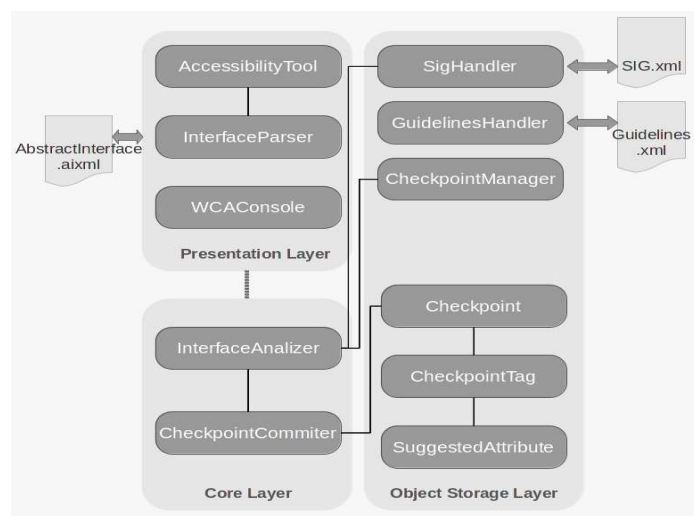 AccessibilityTool
InterfaceParser
WCAConsole
Presentation Layer
AbstractInterface
.aixml
InterfaceAnalizer
CheckpointCommiter
Core Layer
SigHandler
GuidelinesHandler
CheckpointManager
Checkpoint
CheckpointTag
SuggestedAttribute
Object Storage Layer
SIG.xml
Guidelines
.xml